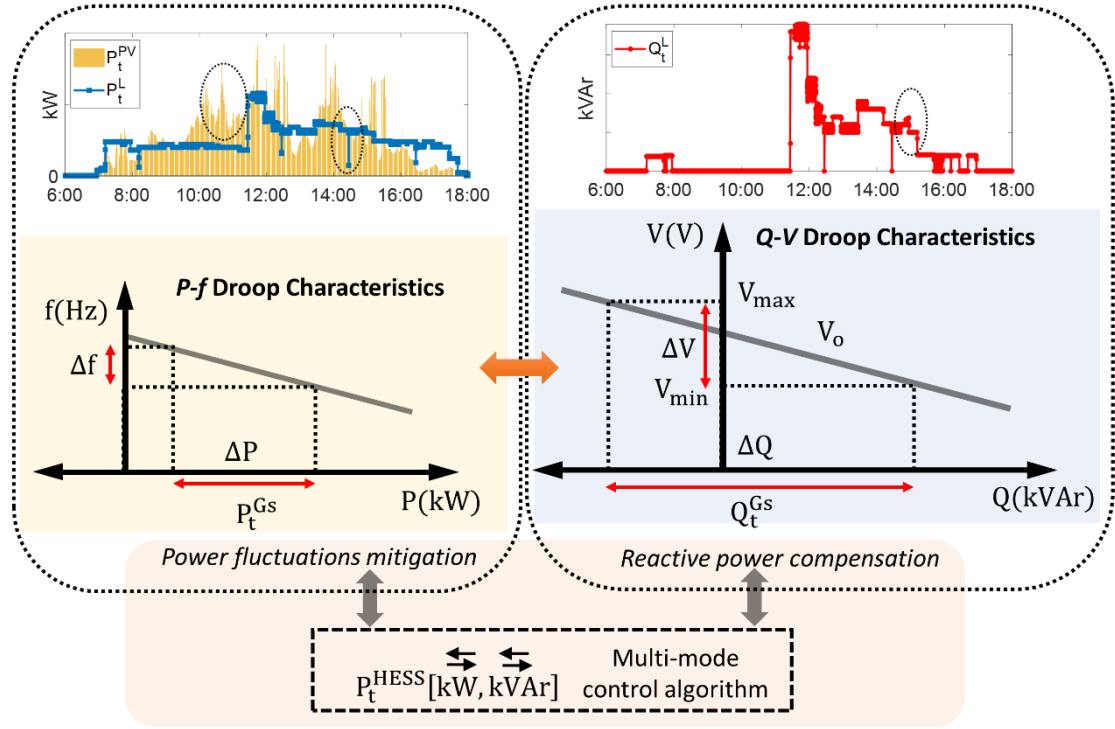 P_t^PV
P_t^L
kW
0
6:00 8:00 10:00 12:00 14:00 16:00 18:00
Q_t^L
kVAr
6:00 8:00 10:00 12:00 14:00 16:00 18:00
P-f Droop Characteristics
f(Hz)
Δf
ΔP
P_t^Gs
P(kW)
Q-V Droop Characteristics
V(V)
V_max
V_o
ΔV
V_min
ΔQ
Q_t^Gs
Q(kVAr)
Power fluctuations mitigation
Reactive power compensation
P_t^HESS[kW, kVAr]
Multi-mode
control algorithm